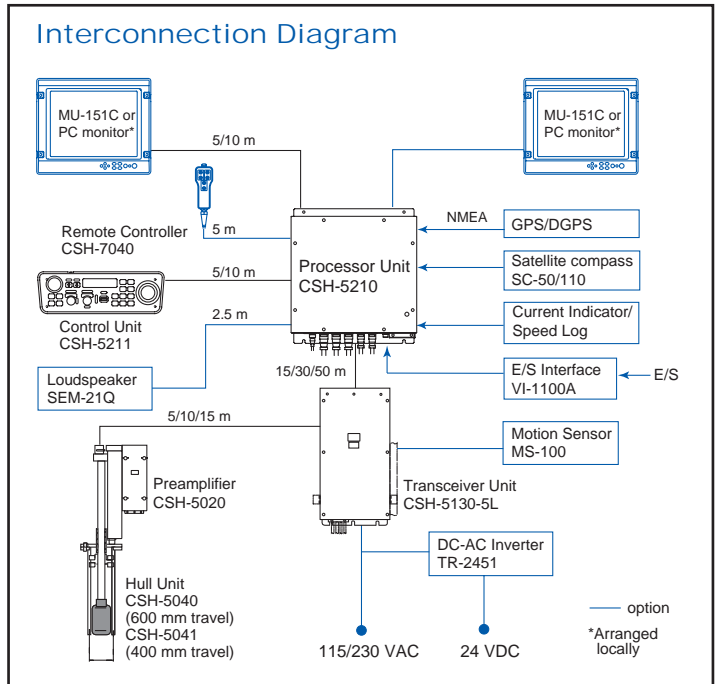 Interconnection Diagram
MU-151C or
PC monitor*
MU-151C or
PC monitor*
5/10 m
Remote Controller
CSH-7040
5 m
NMEA
GPS/DGPS
Processor Unit
CSH-5210
Satellite compass
SC-50/110
5/10 m
Control Unit
CSH-5211
2.5 m
Current Indicator/
Speed Log
Loudspeaker
SEM-21Q
15/30/50 m
E/S Interface
VI-1100A
E/S
5/10/15 m
Motion Sensor
MS-100
Preamplifier
CSH-5020
Transceiver Unit
CSH-5130-5L
DC-AC Inverter
TR-2451
Hull Unit
CSH-5040
(600 mm travel)
CSH-5041
(400 mm travel)
115/230 VAC
24 VDC
option
*Arranged
locally